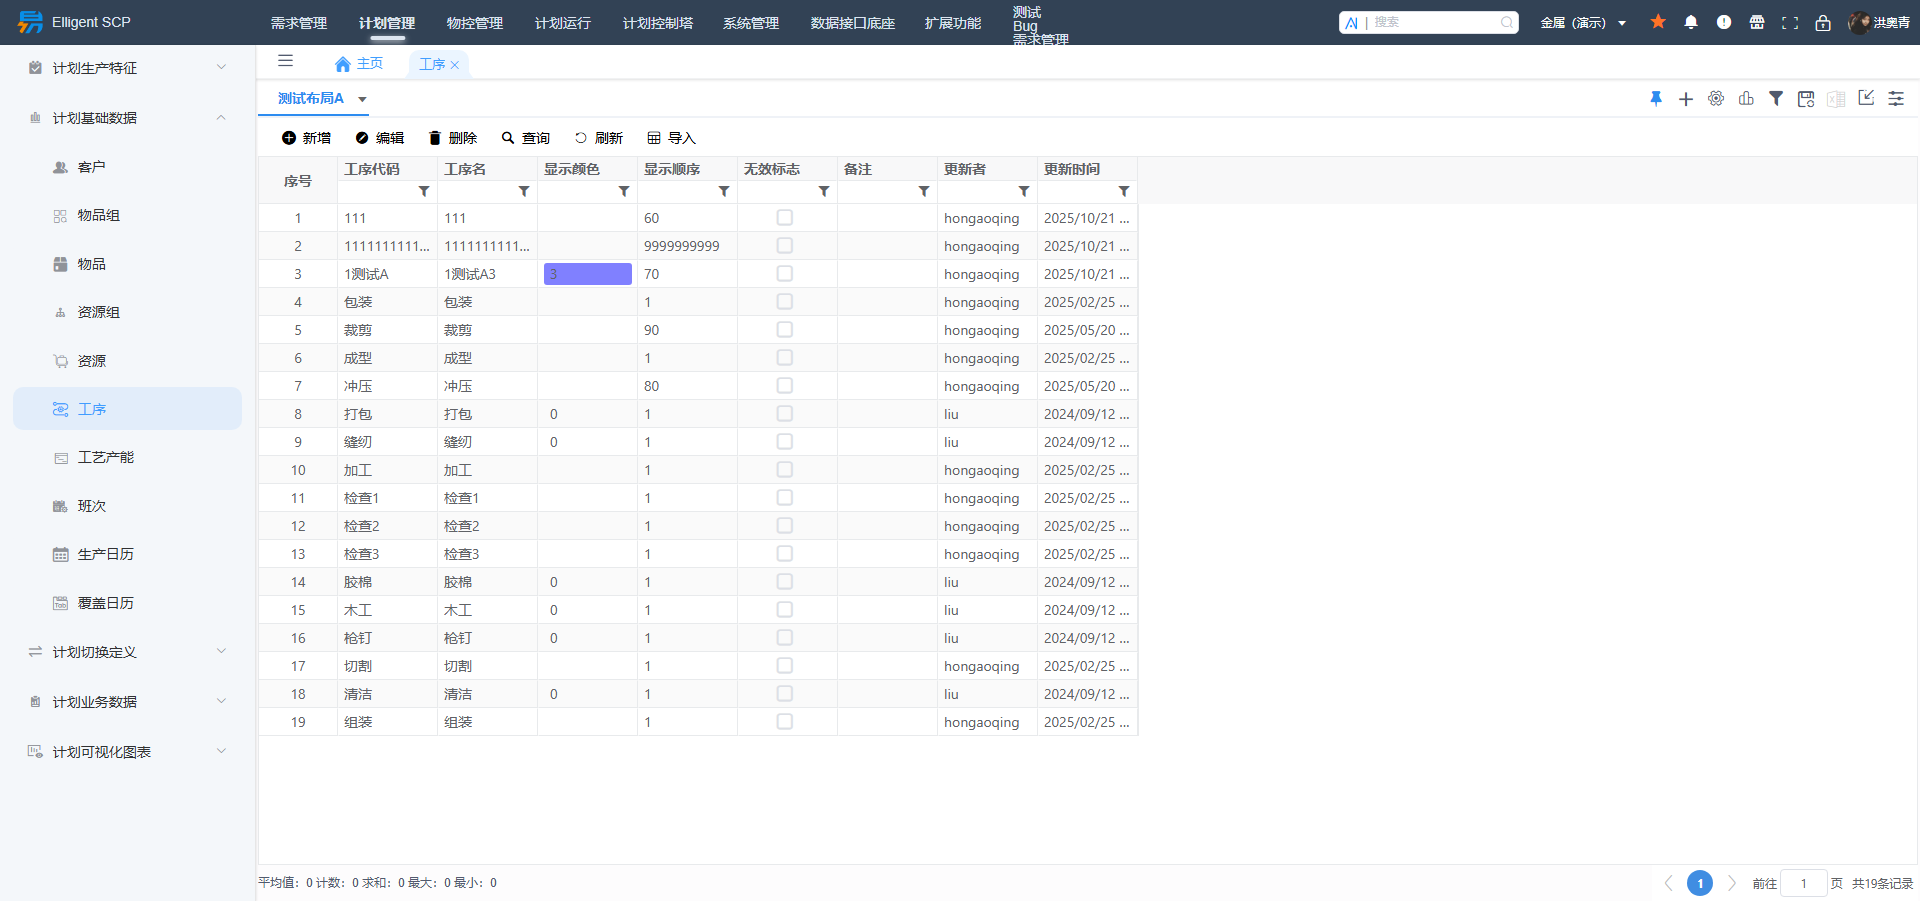 Elligent SCP
需求管理 计划管理 物控管理 计划运行 计划控制塔 系统管理 数据接口底座 扩展功能 测试
Bug
需求管理
AI | 搜索
金属（演示）
洪奥青
计划生产特征
计划基础数据
客户
物品组
物品
资源组
资源
工序
工艺产能
班次
生产日历
覆盖日历
计划切换定义
计划业务数据
计划可视化图表
主页 工序
测试布局A
新增 编辑 删除 查询 刷新 导入
序号 工序代码 工序名 显示颜色 显示顺序 无效标志 备注 更新者 更新时间
1 111 111 60 hongaoqing 2025/10/21 ...
2 1111111111... 1111111111... 9999999999 hongaoqing 2025/10/21 ...
3 1测试A 1测试A3 3 70 hongaoqing 2025/10/21 ...
4 包装 包装 1 hongaoqing 2025/02/25 ...
5 裁剪 裁剪 90 hongaoqing 2025/05/20 ...
6 成型 成型 1 hongaoqing 2025/02/25 ...
7 冲压 冲压 80 hongaoqing 2025/05/20 ...
8 打包 打包 0 1 liu 2024/09/12 ...
9 缝纫 缝纫 0 1 liu 2024/09/12 ...
10 加工 加工 1 hongaoqing 2025/02/25 ...
11 检查1 检查1 1 hongaoqing 2025/02/25 ...
12 检查2 检查2 1 hongaoqing 2025/02/25 ...
13 检查3 检查3 1 hongaoqing 2025/02/25 ...
14 胶棉 胶棉 0 1 liu 2024/09/12 ...
15 木工 木工 0 1 liu 2024/09/12 ...
16 枪钉 枪钉 0 1 liu 2024/09/12 ...
17 切割 切割 1 hongaoqing 2025/02/25 ...
18 清洁 清洁 0 1 liu 2024/09/12 ...
19 组装 组装 1 hongaoqing 2025/02/25 ...
平均值：0 计数：0 求和：0 最大：0 最小：0
1 前往 1 页 共19条记录